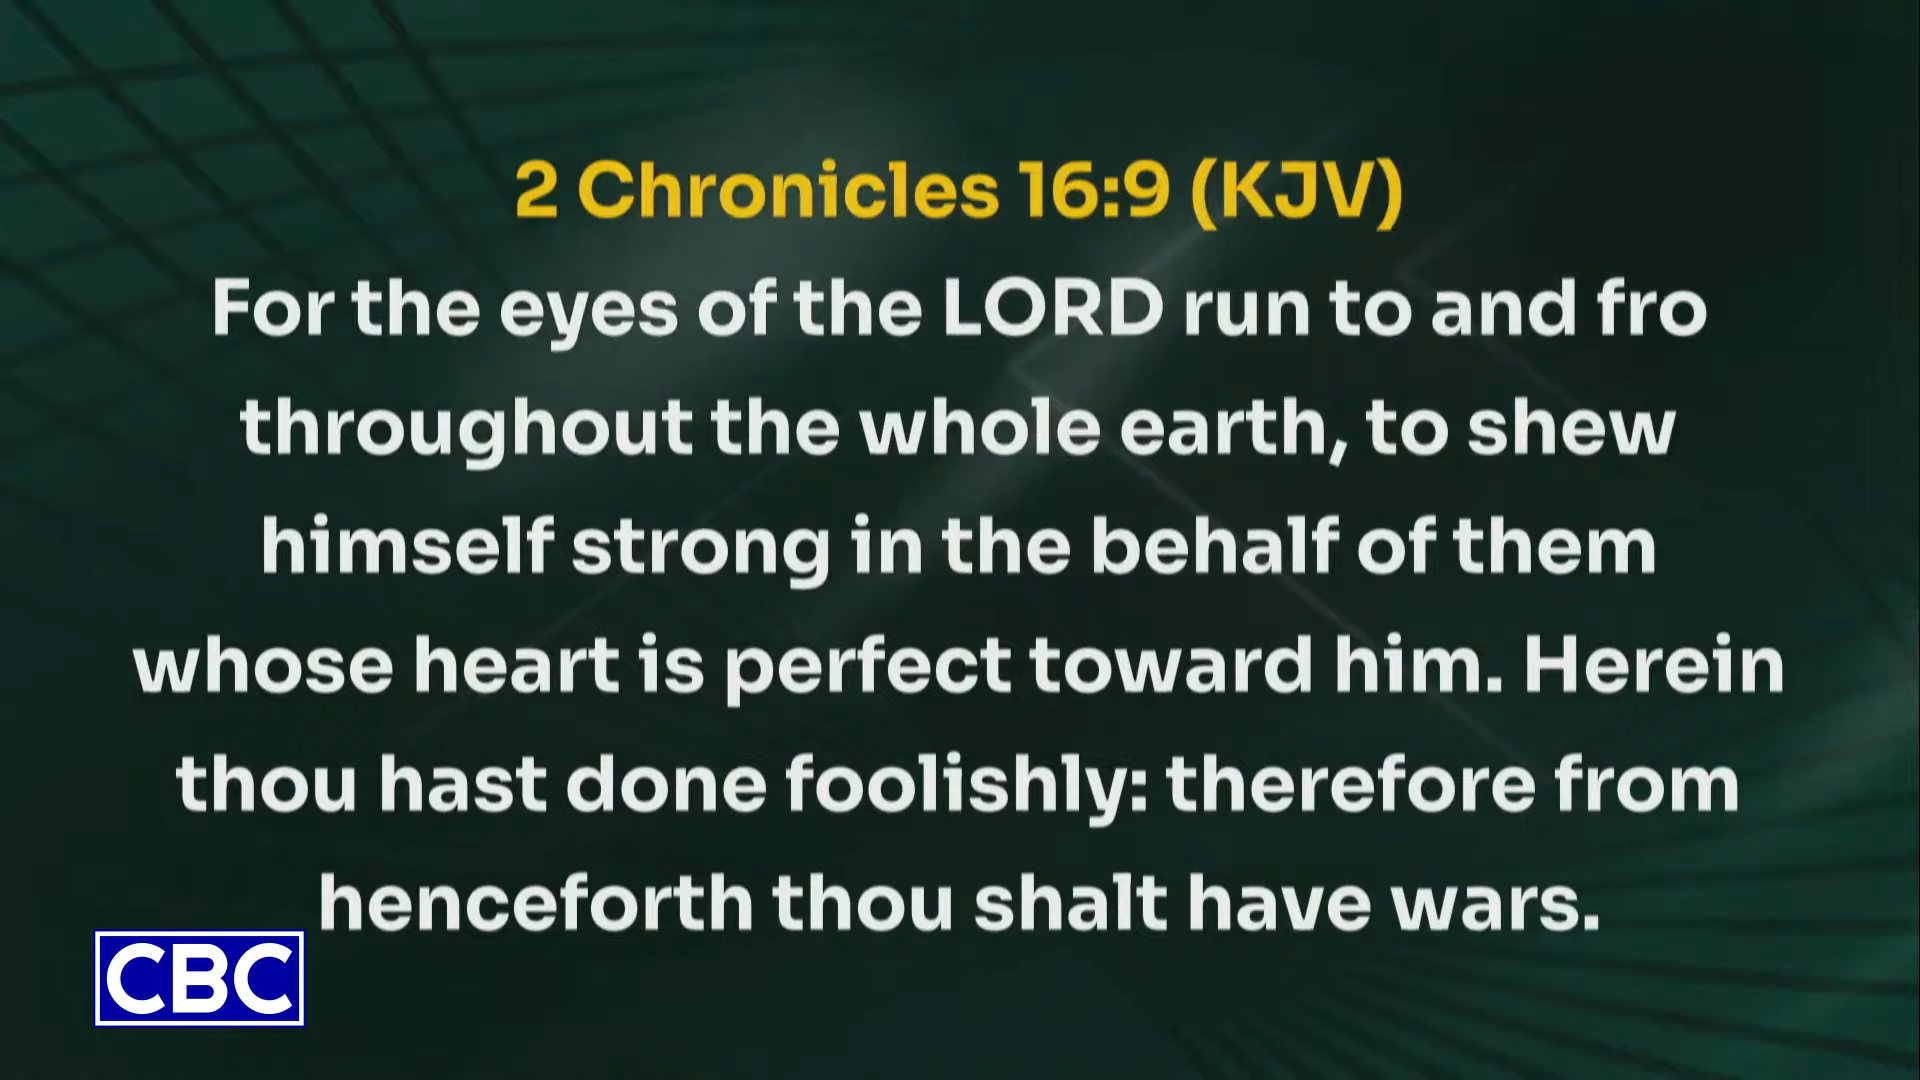 2 Chronicles 16:9 (KJV)
For the eyes of the LORD run to and fro
throughout the whole earth, to shew
himself strong in the behalf of them
whose heart is perfect toward him. Herein
thou hast done foolishly: therefore from
henceforth thou shalt have wars.
CBC